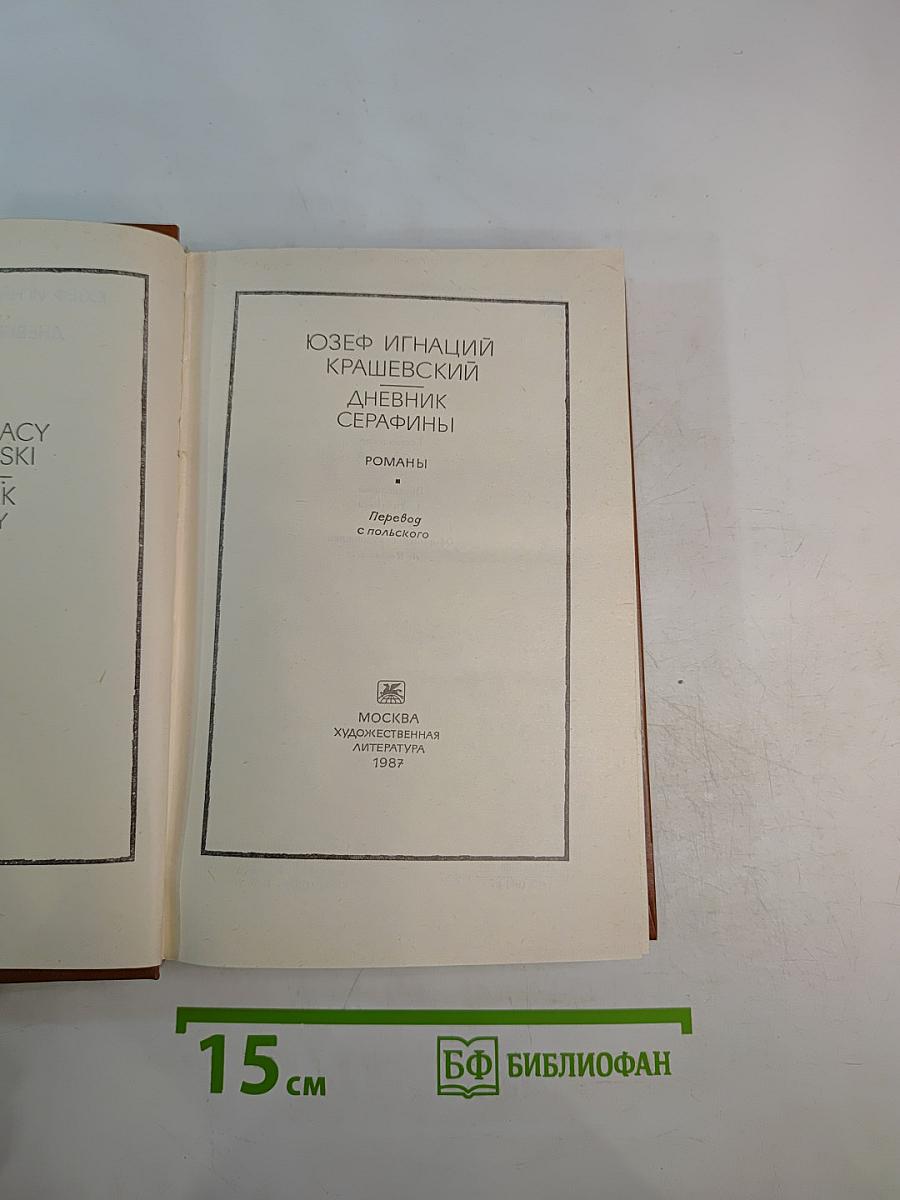 ACY
SKI
K
Y
ЮЗЕФ ИГНАЦИЙ
КРАШЕВСКИЙ
ДНЕВНИК
СЕРАФИНЫ
РОМАНЫ
Перевод
с польского
МОСКВА
ХУДОЖЕСТВЕННАЯ
ЛИТЕРАТУРА
1987
15 см
БФ БИБЛИОФАН